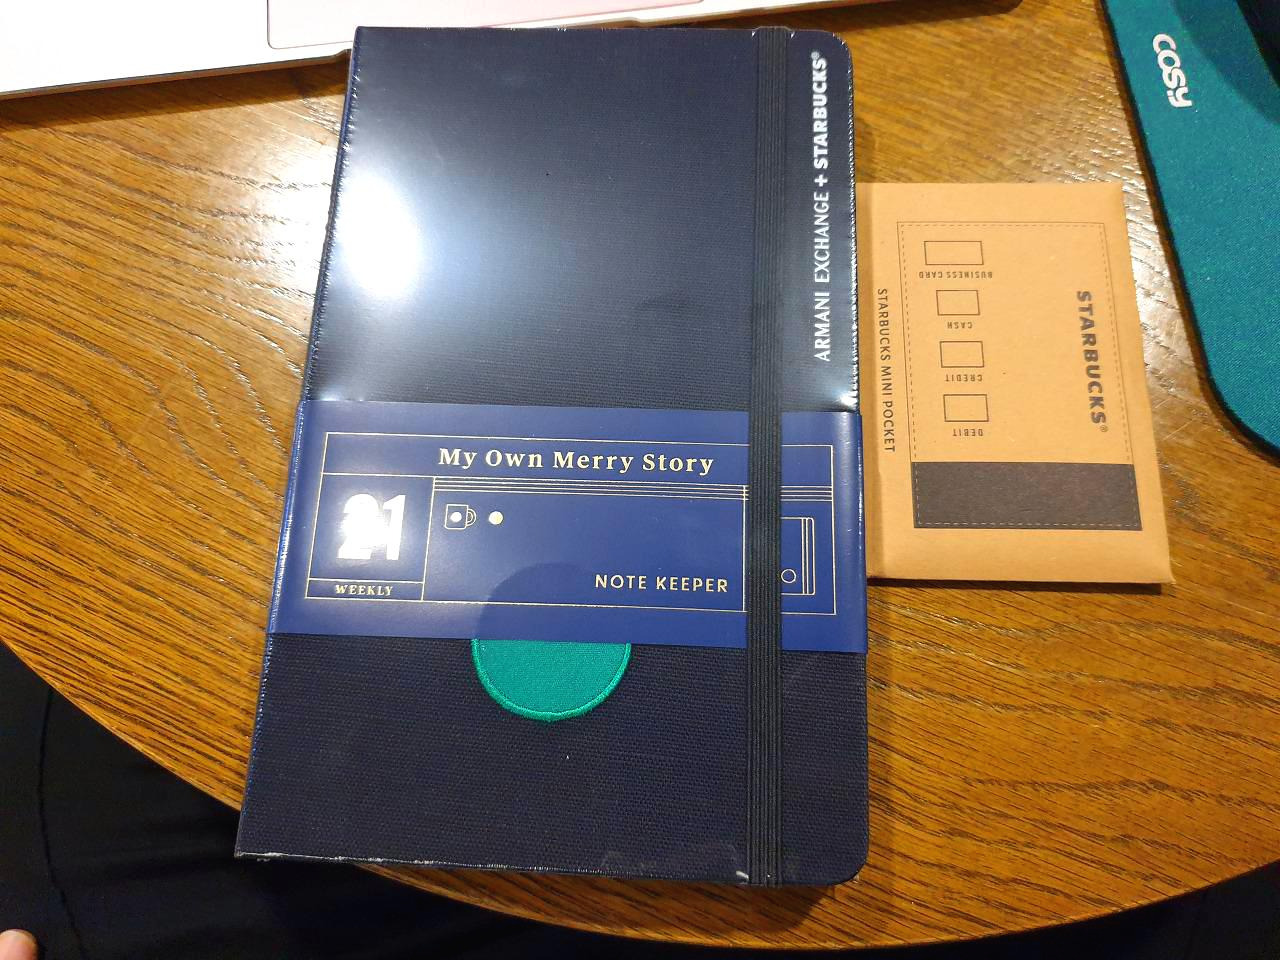 ARMANI EXCHANGE + STARBUCKS®
My Own Merry Story
21
WEEKLY
NOTE KEEPER
STARBUCKS MINI POCKET
BUSINESS CARD
CASH
CREDIT
DEBIT
STARBUCKS®
COSY